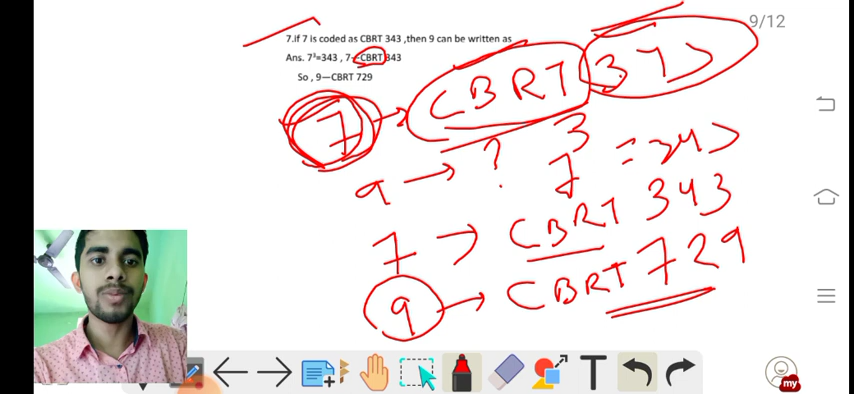 9/12
7.if 7 is coded as CBRT 343 ,then 9 can be written as
Ans. 7³=343 , 7—CBRT 343
So , 9—CBRT 729
7 → CBRT 343
9 → ?
7³ = 343
7 → CBRT 343
9 → CBRT 729
T
my